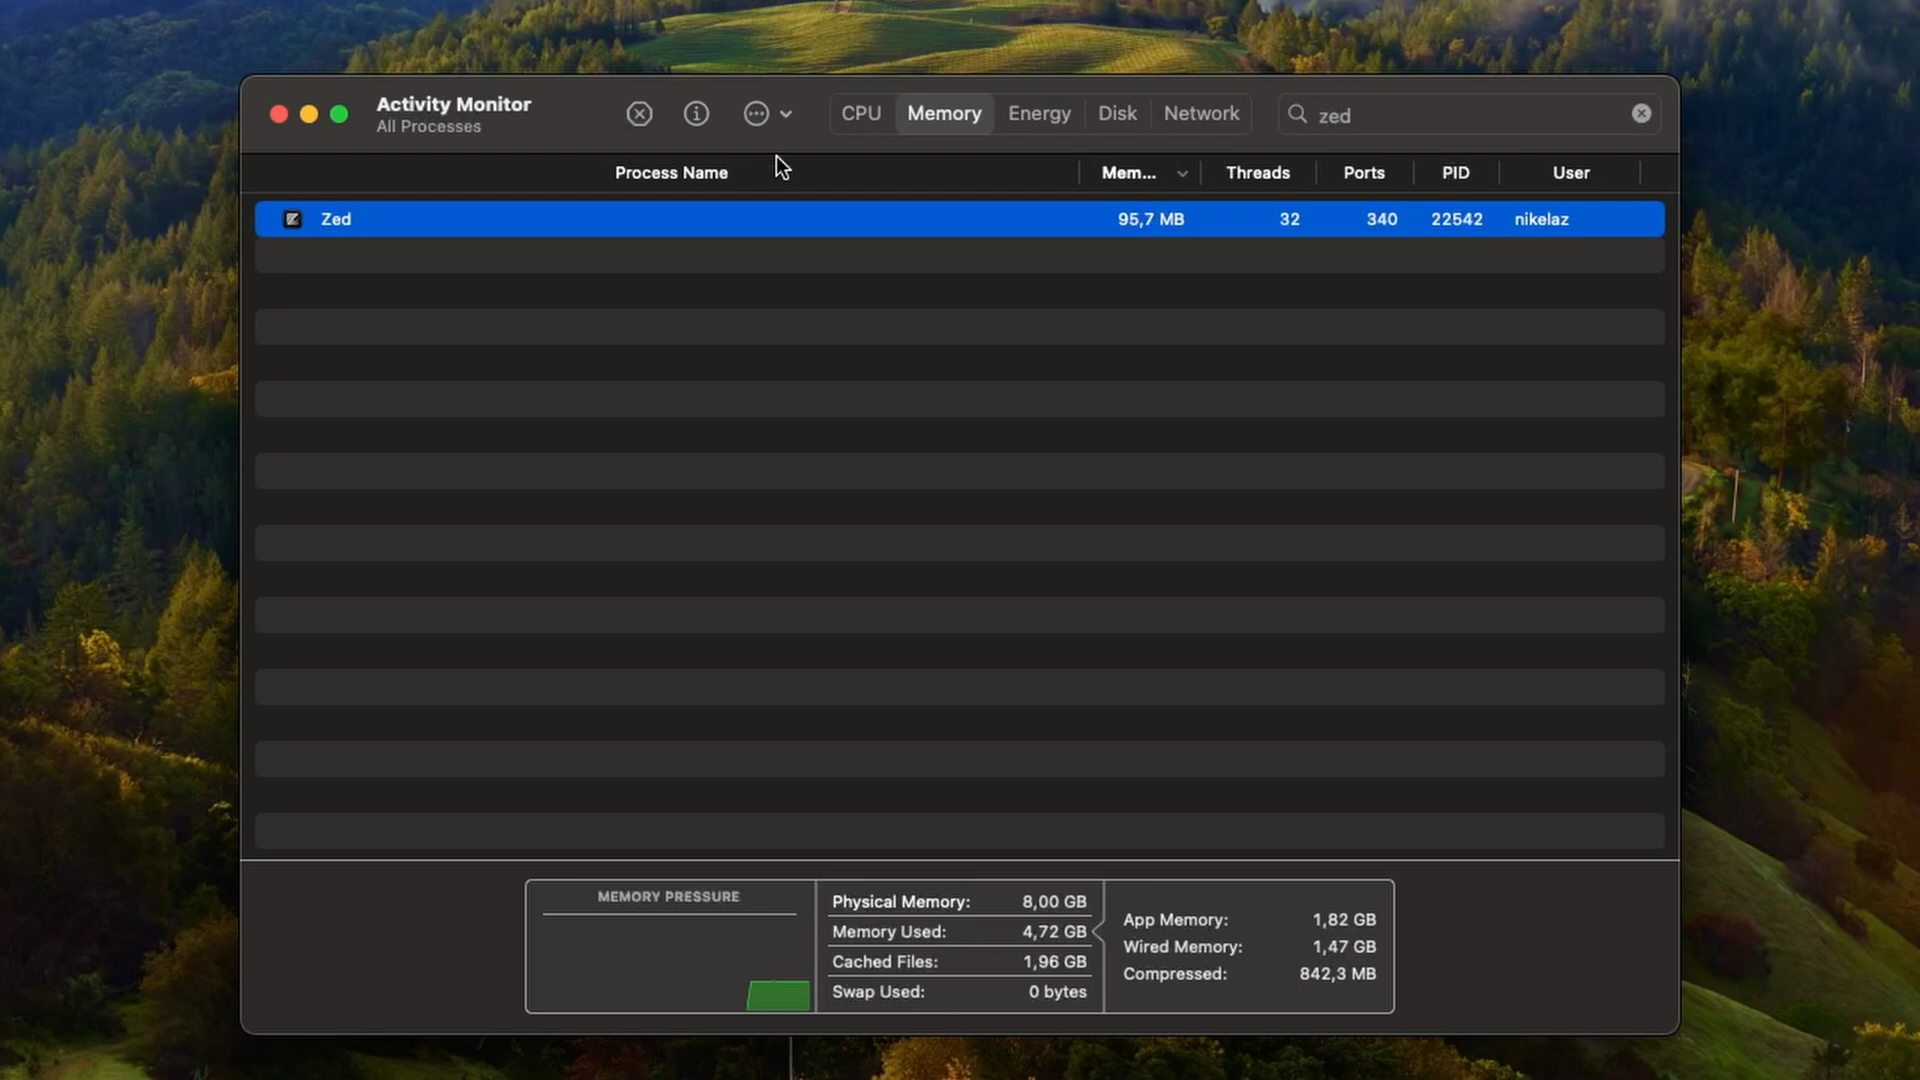 Activity Monitor
All Processes
CPU Memory Energy Disk Network
zed
Process Name Mem... Threads Ports PID User
Zed 95,7 MB 32 340 22542 nikelaz
MEMORY PRESSURE
Physical Memory: 8,00 GB
Memory Used: 4,72 GB
Cached Files: 1,96 GB
Swap Used: 0 bytes
App Memory: 1,82 GB
Wired Memory: 1,47 GB
Compressed: 842,3 MB